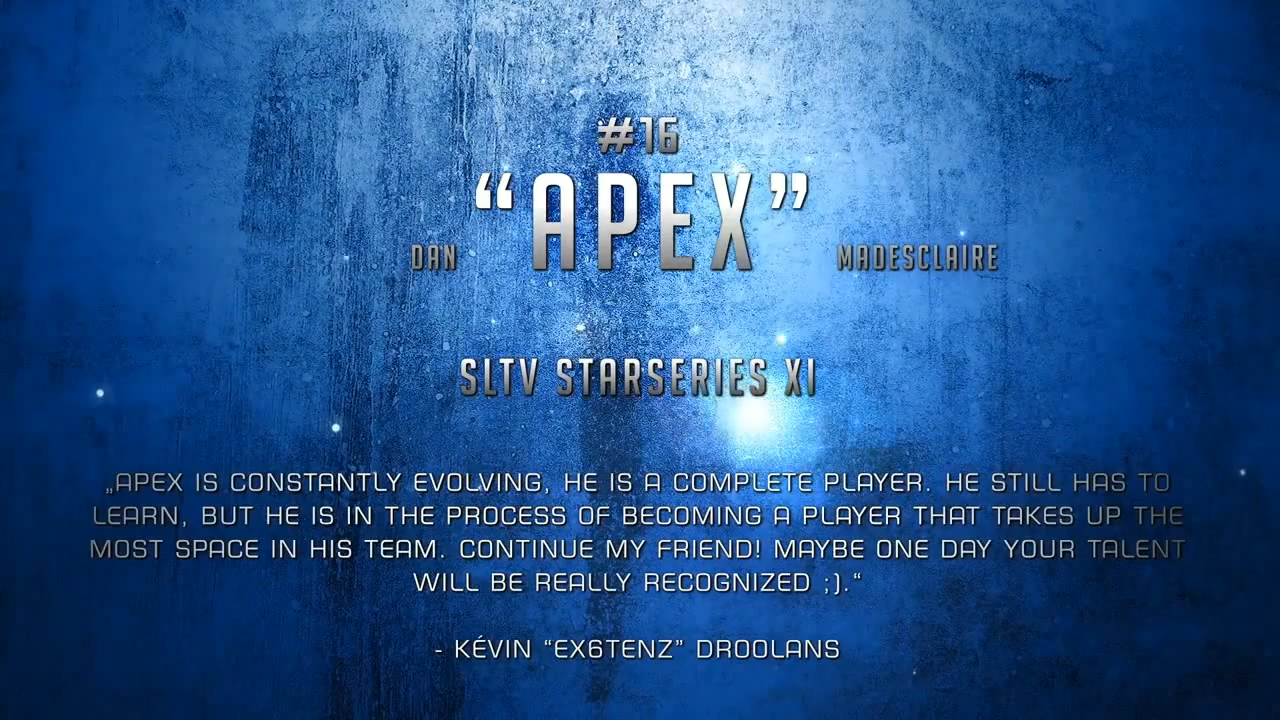 #16
DAN “APEX” MADESCLAIRE
SLTV STARSERIES XI
„APEX IS CONSTANTLY EVOLVING, HE IS A COMPLETE PLAYER. HE STILL HAS TO
LEARN, BUT HE IS IN THE PROCESS OF BECOMING A PLAYER THAT TAKES UP THE
MOST SPACE IN HIS TEAM. CONTINUE MY FRIEND! MAYBE ONE DAY YOUR TALENT
WILL BE REALLY RECOGNIZED ;).“
- KÉVIN “EX6TENZ” DROOLANS